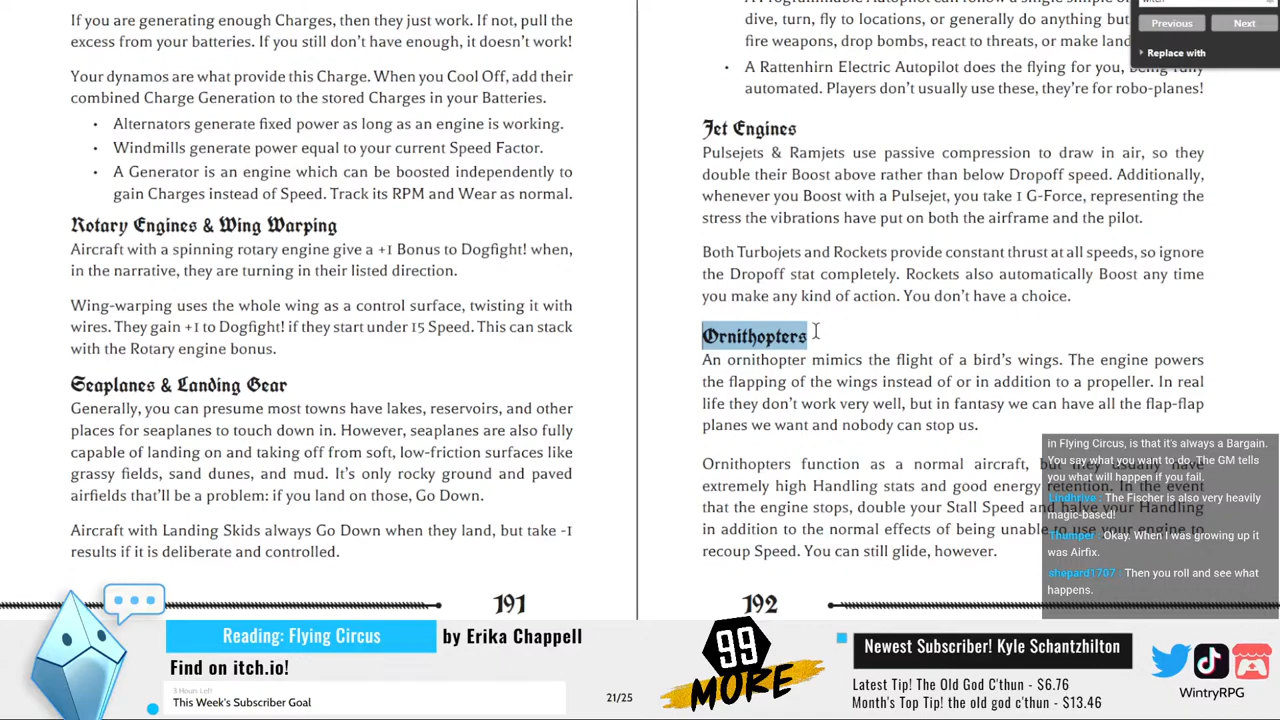 If you are generating enough Charges, then they just work. If not, pull the
excess from your batteries. If you still don't have enough, it doesn't work!
Your dynamos are what provide this Charge. When you Cool Off, add their
combined Charge Generation to the stored Charges in your Batteries.
• Alternators generate fixed power as long as an engine is working.
• Windmills generate power equal to your current Speed Factor.
• A Generator is an engine which can be boosted independently to
gain Charges instead of Speed. Track its RPM and Wear as normal.
Rotary Engines & Wing Warping
Aircraft with a spinning rotary engine give a +1 Bonus to Dogfight! when,
in the narrative, they are turning in their listed direction.
Wing-warping uses the whole wing as a control surface, twisting it with
wires. They gain +1 to Dogfight! if they start under 15 Speed. This can stack
with the Rotary engine bonus.
Seaplanes & Landing Gear
Generally, you can presume most towns have lakes, reservoirs, and other
places for seaplanes to touch down in. However, seaplanes are also fully
capable of landing on and taking off from soft, low-friction surfaces like
grassy fields, sand dunes, and mud. It's only rocky ground and paved
airfields that'll be a problem: if you land on those, Go Down.
Aircraft with Landing Skids always Go Down when they land, but take -1
results if it is deliberate and controlled.
191
dive, turn, fly to locations, or generally do anything but
fire weapons, drop bombs, react to threats, or make land
• A Rattenhirn Electric Autopilot does the flying for you, being fully
automated. Players don't usually use these, they're for robo-planes!
Jet Engines
Pulsejets & Ramjets use passive compression to draw in air, so they
double their Boost above rather than below Dropoff speed. Additionally,
whenever you Boost with a Pulsejet, you take 1 G-Force, representing the
stress the vibrations have put on both the airframe and the pilot.
Both Turbojets and Rockets provide constant thrust at all speeds, so ignore
the Dropoff stat completely. Rockets also automatically Boost any time
you make any kind of action. You don't have a choice.
Ornithopters
An ornithopter mimics the flight of a bird's wings. The engine powers
the flapping of the wings instead of or in addition to a propeller. In real
life they don't work very well, but in fantasy we can have all the flap-flap
planes we want and nobody can stop us.
Ornithopters function as a normal aircraft, but they usually have
extremely high Handling stats and good energy retention. In the event
that the engine stops, double your Stall Speed and halve your Handling
in addition to the normal effects of being unable to use your engine to
recoup Speed. You can still glide, however.
192
Previous
Next
Replace with
in Flying Circus, is that it's always a Bargain.
You say what you want to do. The GM tells
you what will happen if you fail.
Lindhrive : The Fischer is also very heavily
magic-based!
Thumper : Okay. When I was growing up it
was Airfix.
shepard1707 : Then you roll and see what
happens.
Reading: Flying Circus
by Erika Chappell
Find on itch.io!
3 Hours Left
This Week's Subscriber Goal
21/25
99
MORE
Newest Subscriber! Kyle Schantzhilton
Latest Tip! The Old God C'thun - $6.76
Month's Top Tip! the old god c'thun - $13.46
WintryRPG